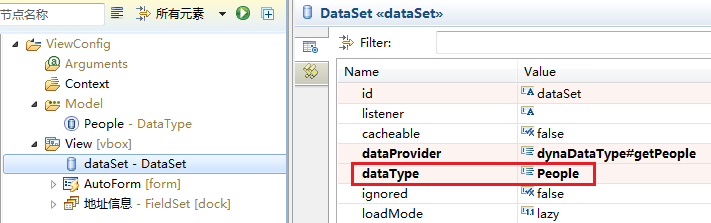 节点名称
所有元素
ViewConfig
Arguments
Context
Model
People - DataType
View [vbox]
dataSet - DataSet
AutoForm [form]
地址信息 - FieldSet [dock]
DataSet «dataSet»
Filter:
Name Value
id dataSet
listener
cacheable false
dataProvider dynaDataType#getPeople
dataType People
ignored false
loadMode lazy